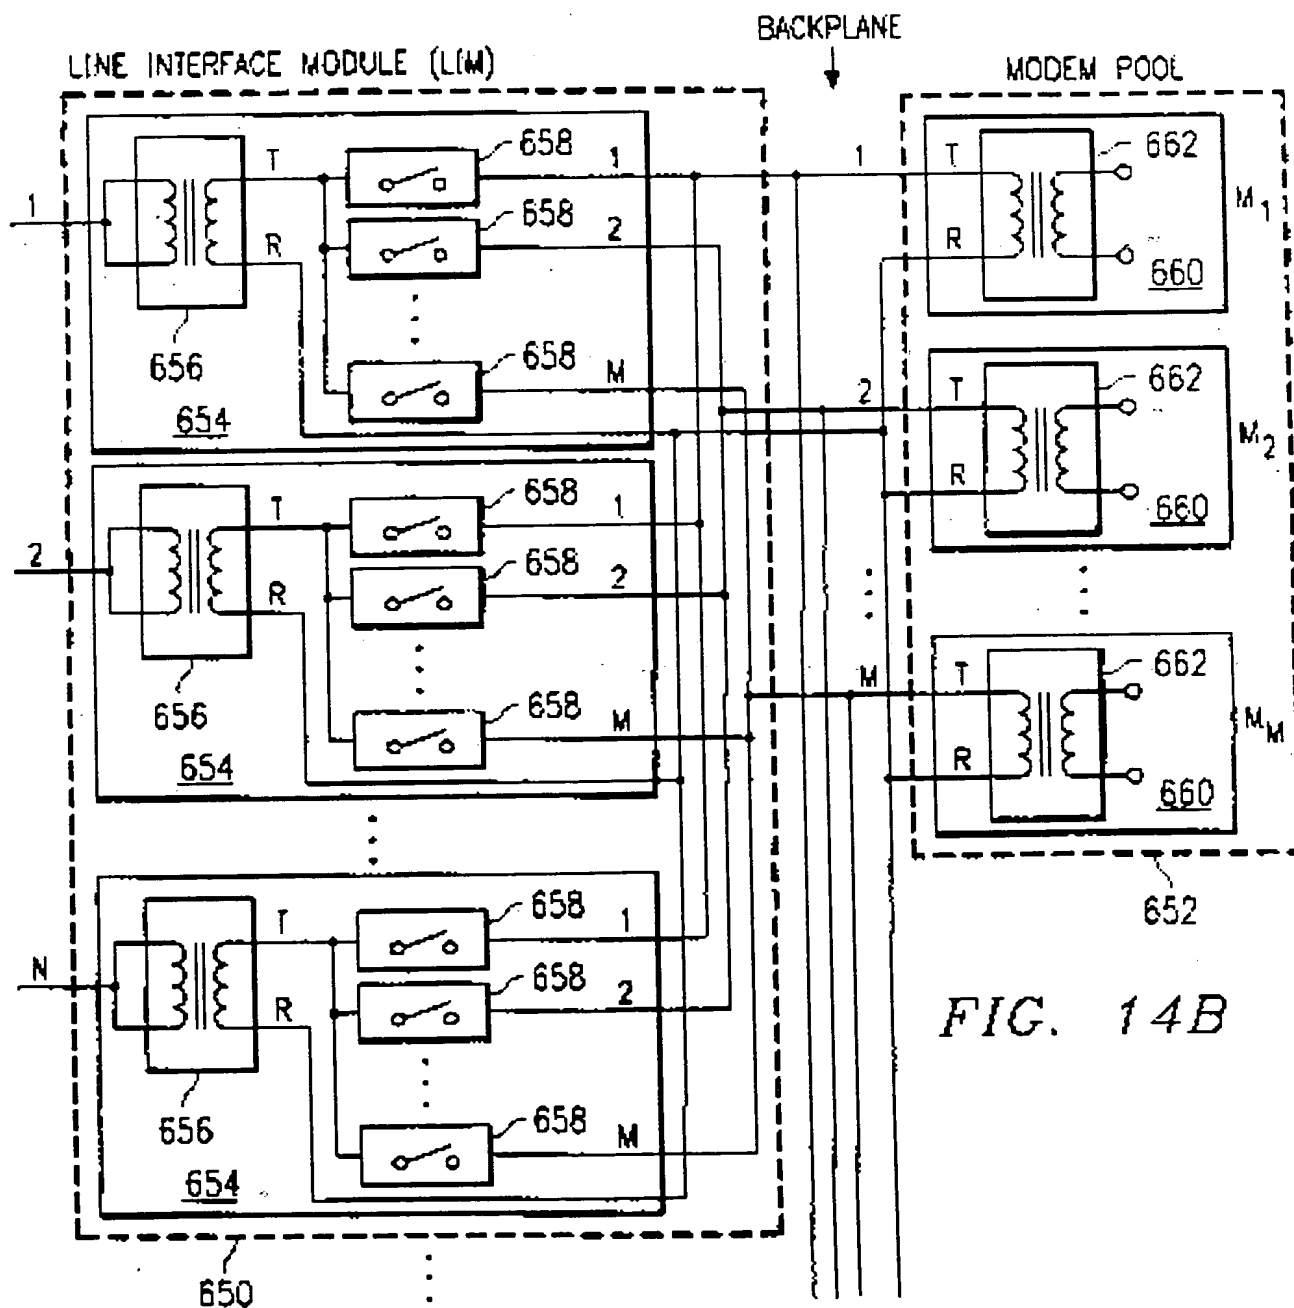 BACKPLANE
LINE INTERFACE MODULE (LIM)
MODEM POOL
1
T
R
656
654
658
1
658
2
658
M
1
T
R
662
660
M1
2
T
R
656
654
658
1
658
2
658
M
2
T
R
662
660
M2
M
T
R
662
660
MM
652
N
T
R
656
654
658
1
658
2
658
M
650
FIG. 14B